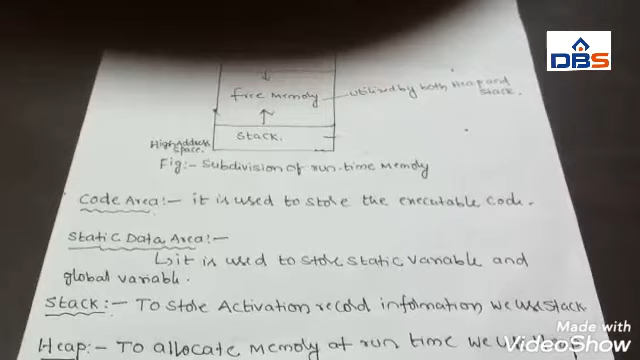 DBS
Free Memory
utilized by both Heap and
Stack.
Stack.
High Address
Space.
Fig:- Subdivision of run-time Memory
Code Area:- it is used to store the executable code.
Static Data Area:-
↳it is used to store static variable and
global variable.
Stack:- To store Activation record information we use stack
Heap:- To allocate memory at run time we use
Made with
VideoShow